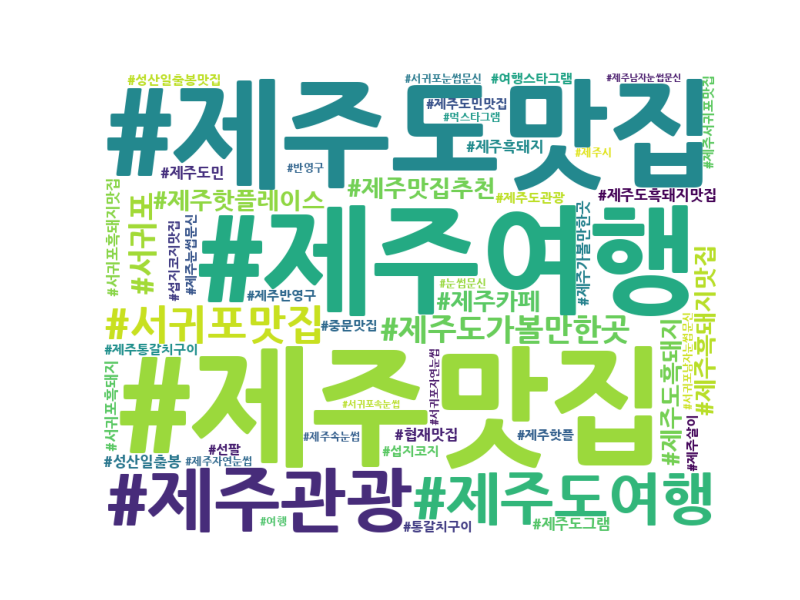 #성산일출봉맛집
#서귀포눈썹문신
#여행스타그램
#제주남자눈썹문신
#제주도맛집
#제주도민맛집
#먹스타그램
#제주흑돼지
#제주시
#제주서귀포맛집
#제주도민
#반영구
#제주핫플레이스
#제주맛집추천
#제주도관광
#제주도흑돼지맛집
#서귀포흑돼지맛집
#서귀포
#섭지코지맛집
#제주눈썹문신
#제주여행
#제주가볼만한곳
#제주반영구
#눈썹문신
#제주카페
#제주흑돼지맛집
#서귀포맛집
#중문맛집
#제주도가볼만한곳
#제주통갈치구이
#서귀포흑돼지
#제주맛집
#서귀포자연눈썹
#제주도흑돼지
#서귀포남자눈썹문신
#서귀포속눈썹
#제주속눈썹
#협재맛집
#제주핫플
#제주살이
#선팔
#섭지코지
#성산일출봉
#제주자연눈썹
#제주관광
#제주도여행
#여행
#통갈치구이
#제주도그램